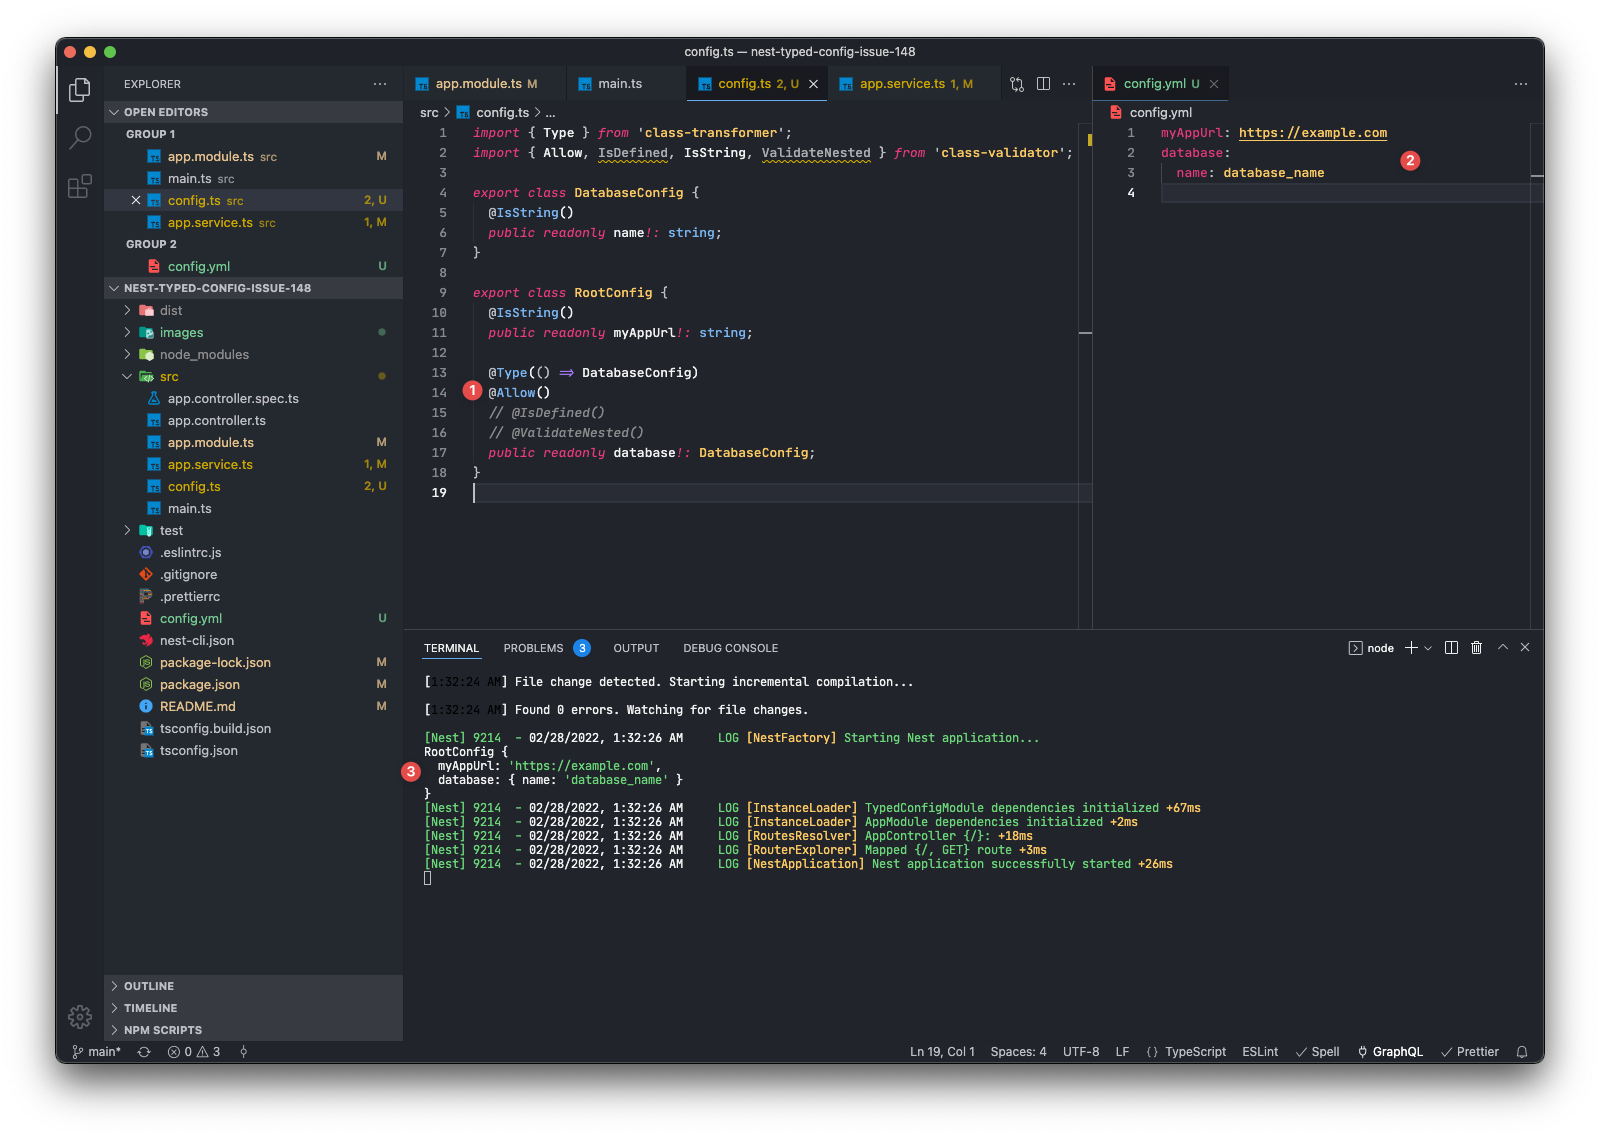 config.ts — nest-typed-config-issue-148
EXPLORER
OPEN EDITORS
GROUP 1
app.module.ts src M
main.ts src
config.ts src 2, U
app.service.ts src 1, M
GROUP 2
config.yml U
NEST-TYPED-CONFIG-ISSUE-148
dist
images
node_modules
src
app.controller.spec.ts
app.controller.ts
app.module.ts M
app.service.ts 1, M
config.ts 2, U
main.ts
test
.eslintrc.js
.gitignore
.prettierrc
config.yml U
nest-cli.json
package-lock.json M
package.json M
README.md M
tsconfig.build.json
tsconfig.json
OUTLINE
TIMELINE
NPM SCRIPTS
app.module.ts M main.ts config.ts 2, U app.service.ts 1, M
src > config.ts > ...
1 import { Type } from 'class-transformer';
2 import { Allow, IsDefined, IsString, ValidateNested } from 'class-validator';
3
4 export class DatabaseConfig {
5 @IsString()
6 public readonly name!: string;
7 }
8
9 export class RootConfig {
10 @IsString()
11 public readonly myAppUrl!: string;
12
13 @Type(() => DatabaseConfig)
1
14 @Allow()
15 // @IsDefined()
16 // @ValidateNested()
17 public readonly database!: DatabaseConfig;
18 }
19
config.yml U
config.yml
1 myAppUrl: https://example.com
2 database:
2
3 name: database_name
4
TERMINAL PROBLEMS 3 OUTPUT DEBUG CONSOLE node
[1:32:24 AM] File change detected. Starting incremental compilation...
[1:32:24 AM] Found 0 errors. Watching for file changes.
[Nest] 9214 - 02/28/2022, 1:32:26 AM LOG [NestFactory] Starting Nest application...
RootConfig {
3
myAppUrl: 'https://example.com',
database: { name: 'database_name' }
}
[Nest] 9214 - 02/28/2022, 1:32:26 AM LOG [InstanceLoader] TypedConfigModule dependencies initialized +67ms
[Nest] 9214 - 02/28/2022, 1:32:26 AM LOG [InstanceLoader] AppModule dependencies initialized +2ms
[Nest] 9214 - 02/28/2022, 1:32:26 AM LOG [RoutesResolver] AppController {/}: +18ms
[Nest] 9214 - 02/28/2022, 1:32:26 AM LOG [RouterExplorer] Mapped {/, GET} route +3ms
[Nest] 9214 - 02/28/2022, 1:32:26 AM LOG [NestApplication] Nest application successfully started +26ms
main* 0 3 Ln 19, Col 1 Spaces: 4 UTF-8 LF {} TypeScript ESLint Spell GraphQL Prettier